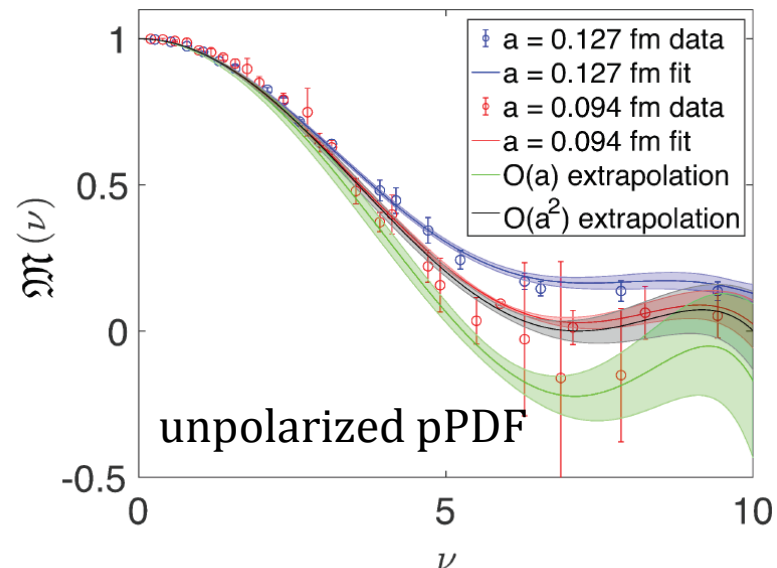 1
0.5
0
-0.5
0
5
10
𝔐(ν)
ν
a = 0.127 fm data
a = 0.127 fm fit
a = 0.094 fm data
a = 0.094 fm fit
O(a) extrapolation
O(a²) extrapolation
unpolarized pPDF